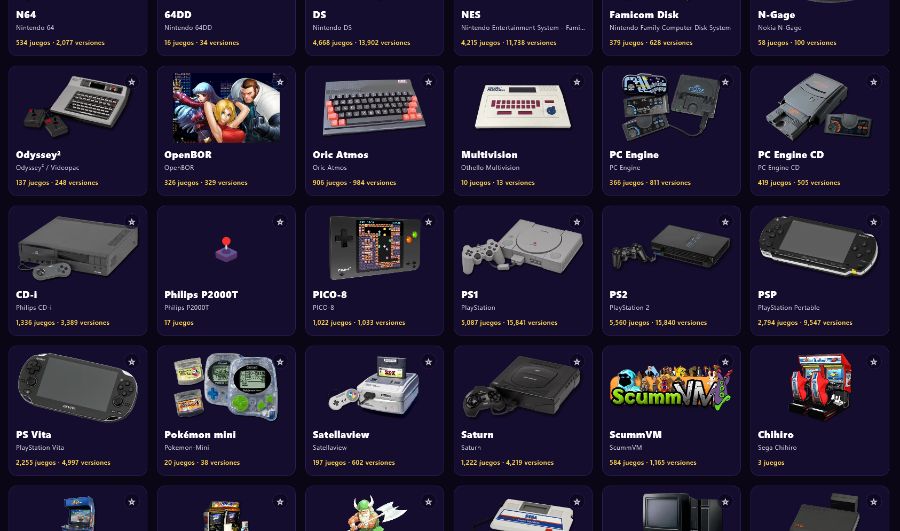 N64
Nintendo 64
534 juegos · 2,077 versiones
64DD
Nintendo 64DD
16 juegos · 34 versiones
DS
Nintendo DS
4,668 juegos · 13,902 versiones
NES
Nintendo Entertainment System - Fami...
4,215 juegos · 11,738 versiones
Famicom Disk
Nintendo Family Computer Disk System
379 juegos · 628 versiones
N-Gage
Nokia N-Gage
58 juegos · 100 versiones
Odyssey²
Odyssey² / Videopac
137 juegos · 248 versiones
OpenBOR
OpenBOR
326 juegos · 329 versiones
Oric Atmos
Oric Atmos
906 juegos · 984 versiones
Multivision
Othello Multivision
10 juegos · 13 versiones
PC Engine
PC Engine
366 juegos · 811 versiones
PC Engine CD
PC Engine CD
419 juegos · 505 versiones
CD-i
Philips CD-i
1,336 juegos · 3,389 versiones
Philips P2000T
Philips P2000T
17 juegos
PICO-8
PICO-8
1,022 juegos · 1,033 versiones
PS1
PlayStation
5,087 juegos · 15,841 versiones
PS2
PlayStation 2
5,560 juegos · 15,840 versiones
PSP
PlayStation Portable
2,794 juegos · 9,547 versiones
PS Vita
PlayStation Vita
2,255 juegos · 4,997 versiones
Pokémon mini
Pokemon-Mini
20 juegos · 38 versiones
Satellaview
Satellaview
197 juegos · 602 versiones
Saturn
Saturn
1,222 juegos · 4,219 versiones
ScummVM
ScummVM
ScummVM
584 juegos · 1,165 versiones
Chihiro
Sega Chihiro
3 juegos
SEGA